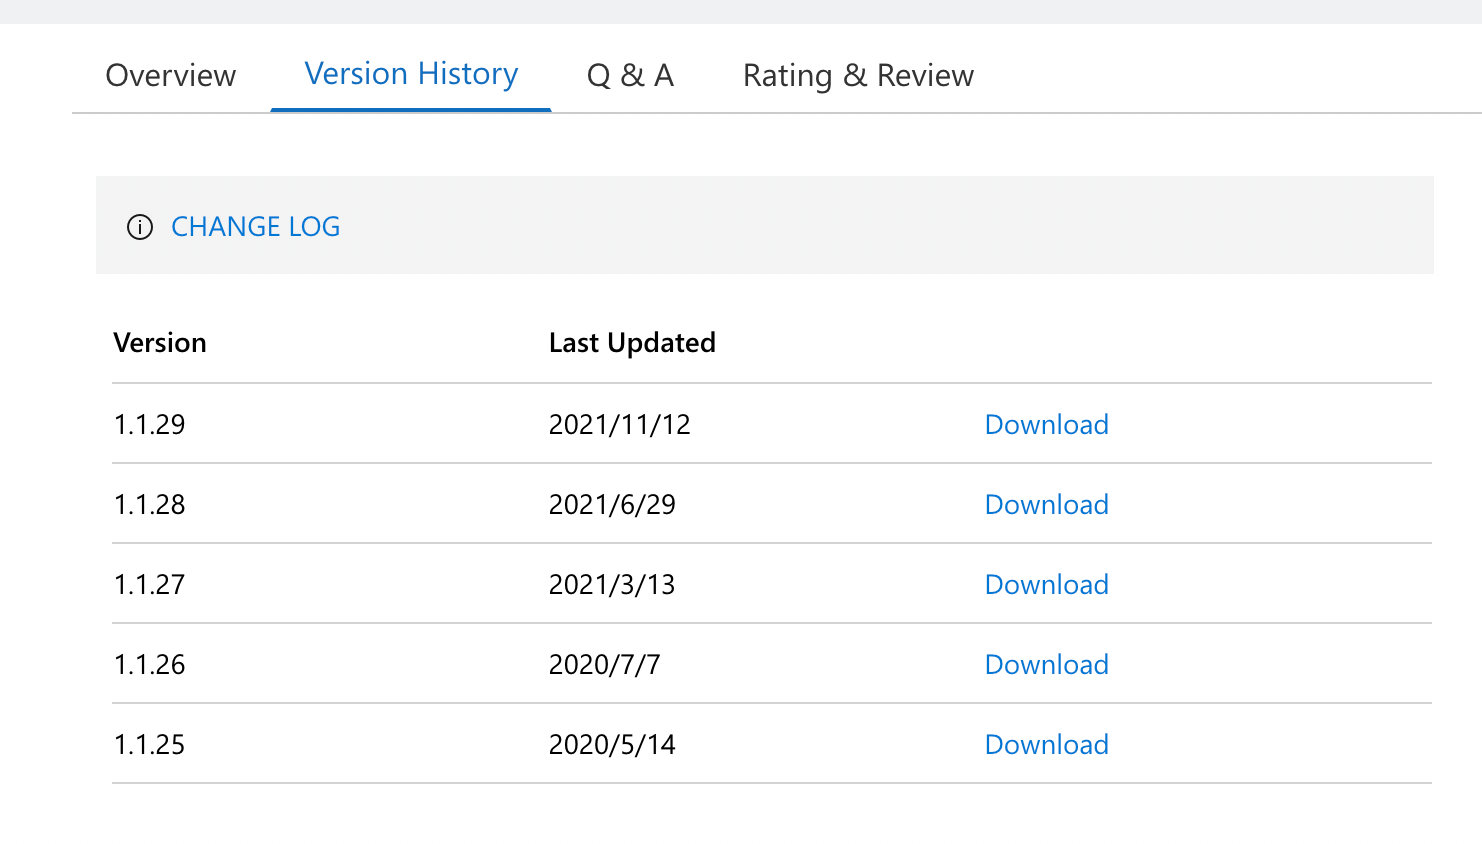 Overview Version History Q & A Rating & Review
CHANGE LOG
Version Last Updated
1.1.29 2021/11/12 Download
1.1.28 2021/6/29 Download
1.1.27 2021/3/13 Download
1.1.26 2020/7/7 Download
1.1.25 2020/5/14 Download